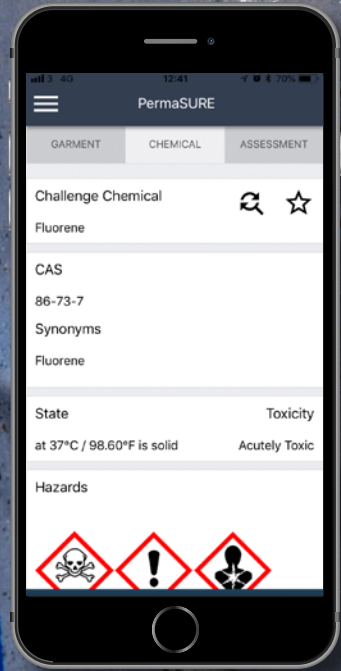 3 4G 12:41 70%
PermaSURE
GARMENT CHEMICAL ASSESSMENT
Challenge Chemical
Fluorene
CAS
86-73-7
Synonyms
Fluorene
State Toxicity
at 37°C / 98.60°F is solid Acutely Toxic
Hazards